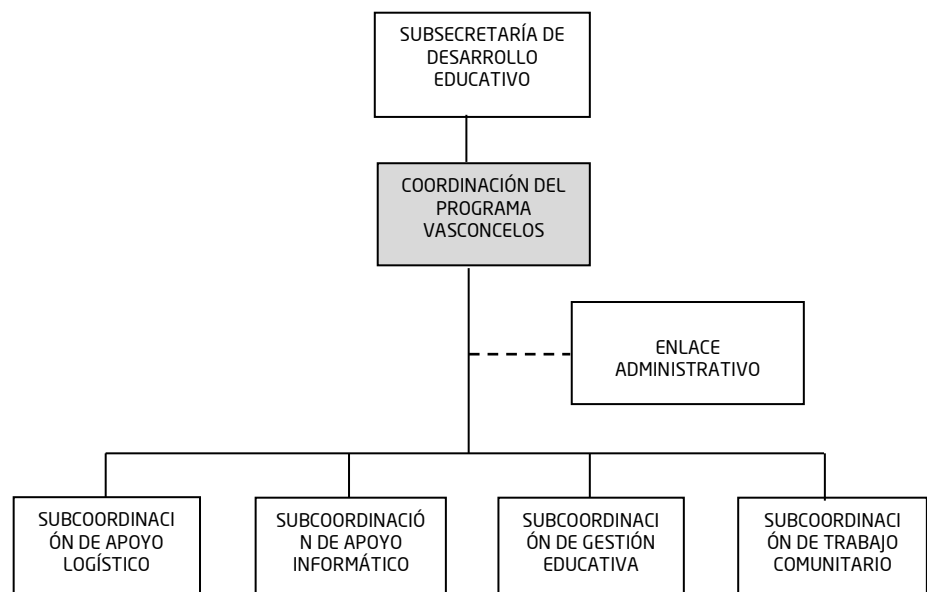 SUBSECRETARÍA DE
DESARROLLO
EDUCATIVO
COORDINACIÓN DEL
PROGRAMA
VASCONCELOS
ENLACE
ADMINISTRATIVO
SUBCOORDINACI
ÓN DE APOYO
LOGÍSTICO
SUBCOORDINACIÓ
N DE APOYO
INFORMÁTICO
SUBCOORDINACI
ÓN DE GESTIÓN
EDUCATIVA
SUBCOORDINACI
ÓN DE TRABAJO
COMUNITARIO